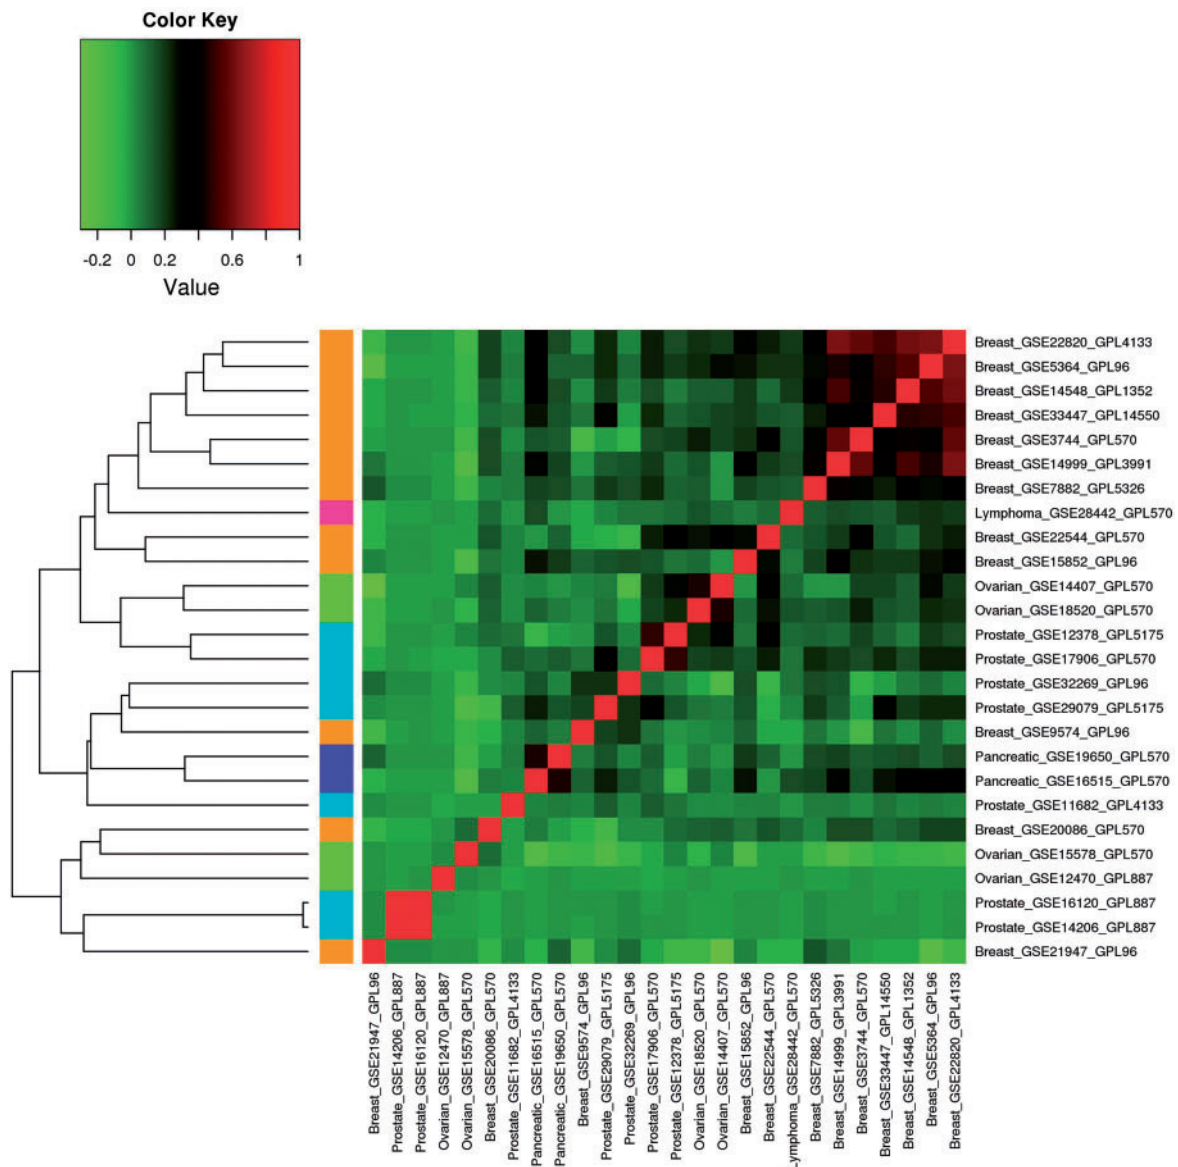 Color Key
-0.2 0 0.2 0.6 1
Value
Breast_GSE22820_GPL4133
Breast_GSE5364_GPL96
Breast_GSE14548_GPL1352
Breast_GSE33447_GPL14550
Breast_GSE3744_GPL570
Breast_GSE14999_GPL3991
Breast_GSE7882_GPL5326
Lymphoma_GSE28442_GPL570
Breast_GSE22544_GPL570
Breast_GSE15852_GPL96
Ovarian_GSE14407_GPL570
Ovarian_GSE18520_GPL570
Prostate_GSE12378_GPL5175
Prostate_GSE17906_GPL570
Prostate_GSE32269_GPL96
Prostate_GSE29079_GPL5175
Breast_GSE9574_GPL96
Pancreatic_GSE19650_GPL570
Pancreatic_GSE16515_GPL570
Prostate_GSE11682_GPL4133
Breast_GSE20086_GPL570
Ovarian_GSE15578_GPL570
Ovarian_GSE12470_GPL887
Prostate_GSE16120_GPL887
Prostate_GSE14206_GPL887
Breast_GSE21947_GPL96
Breast_GSE21947_GPL96
Prostate_GSE14206_GPL887
Prostate_GSE16120_GPL887
Ovarian_GSE12470_GPL887
Ovarian_GSE15578_GPL570
Breast_GSE20086_GPL570
Prostate_GSE11682_GPL4133
Pancreatic_GSE16515_GPL570
Pancreatic_GSE19650_GPL570
Breast_GSE9574_GPL96
Prostate_GSE29079_GPL5175
Prostate_GSE32269_GPL96
Prostate_GSE17906_GPL570
Prostate_GSE12378_GPL5175
Ovarian_GSE18520_GPL570
Ovarian_GSE14407_GPL570
Breast_GSE15852_GPL96
Breast_GSE22544_GPL570
Lymphoma_GSE28442_GPL570
Breast_GSE7882_GPL5326
Breast_GSE14999_GPL3991
Breast_GSE3744_GPL570
Breast_GSE33447_GPL14550
Breast_GSE14548_GPL1352
Breast_GSE5364_GPL96
Breast_GSE22820_GPL4133